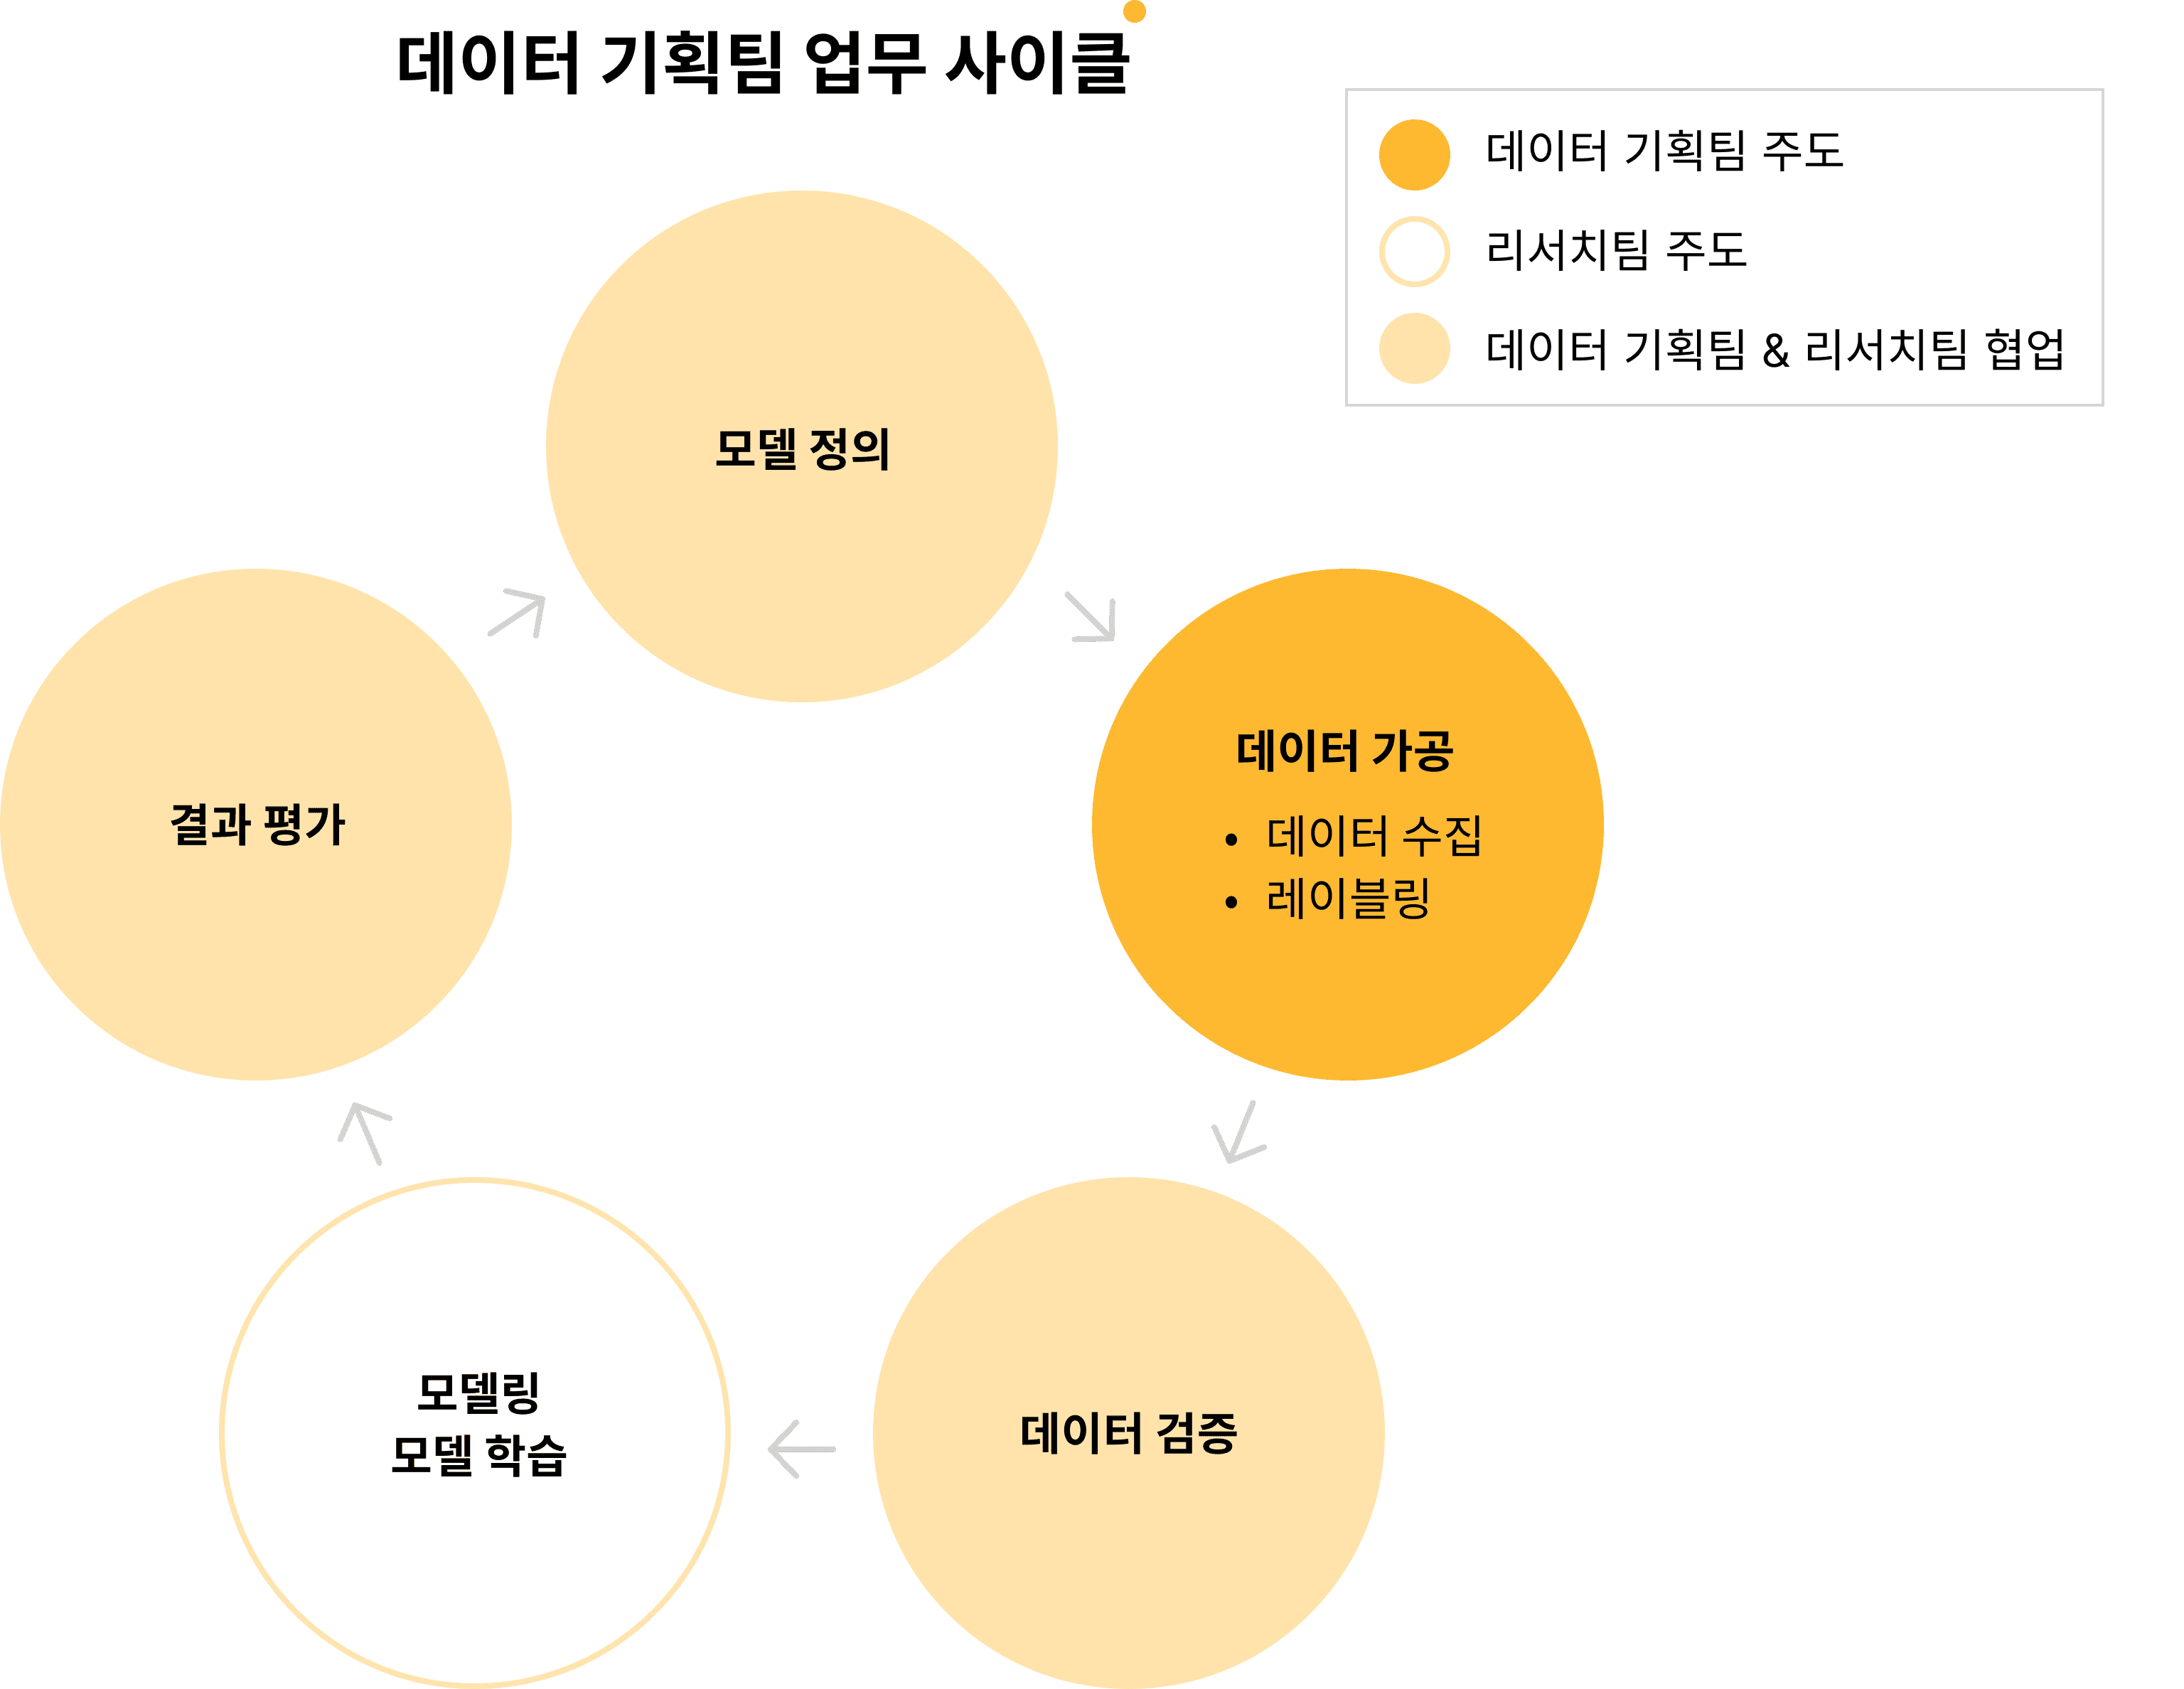 데이터 기획팀 업무 사이클
데이터 기획팀 주도
리서치팀 주도
데이터 기획팀 & 리서치팀 협업
모델 정의
데이터 가공
• 데이터 수집
• 레이블링
결과 평가
모델링
모델 학습
데이터 검증